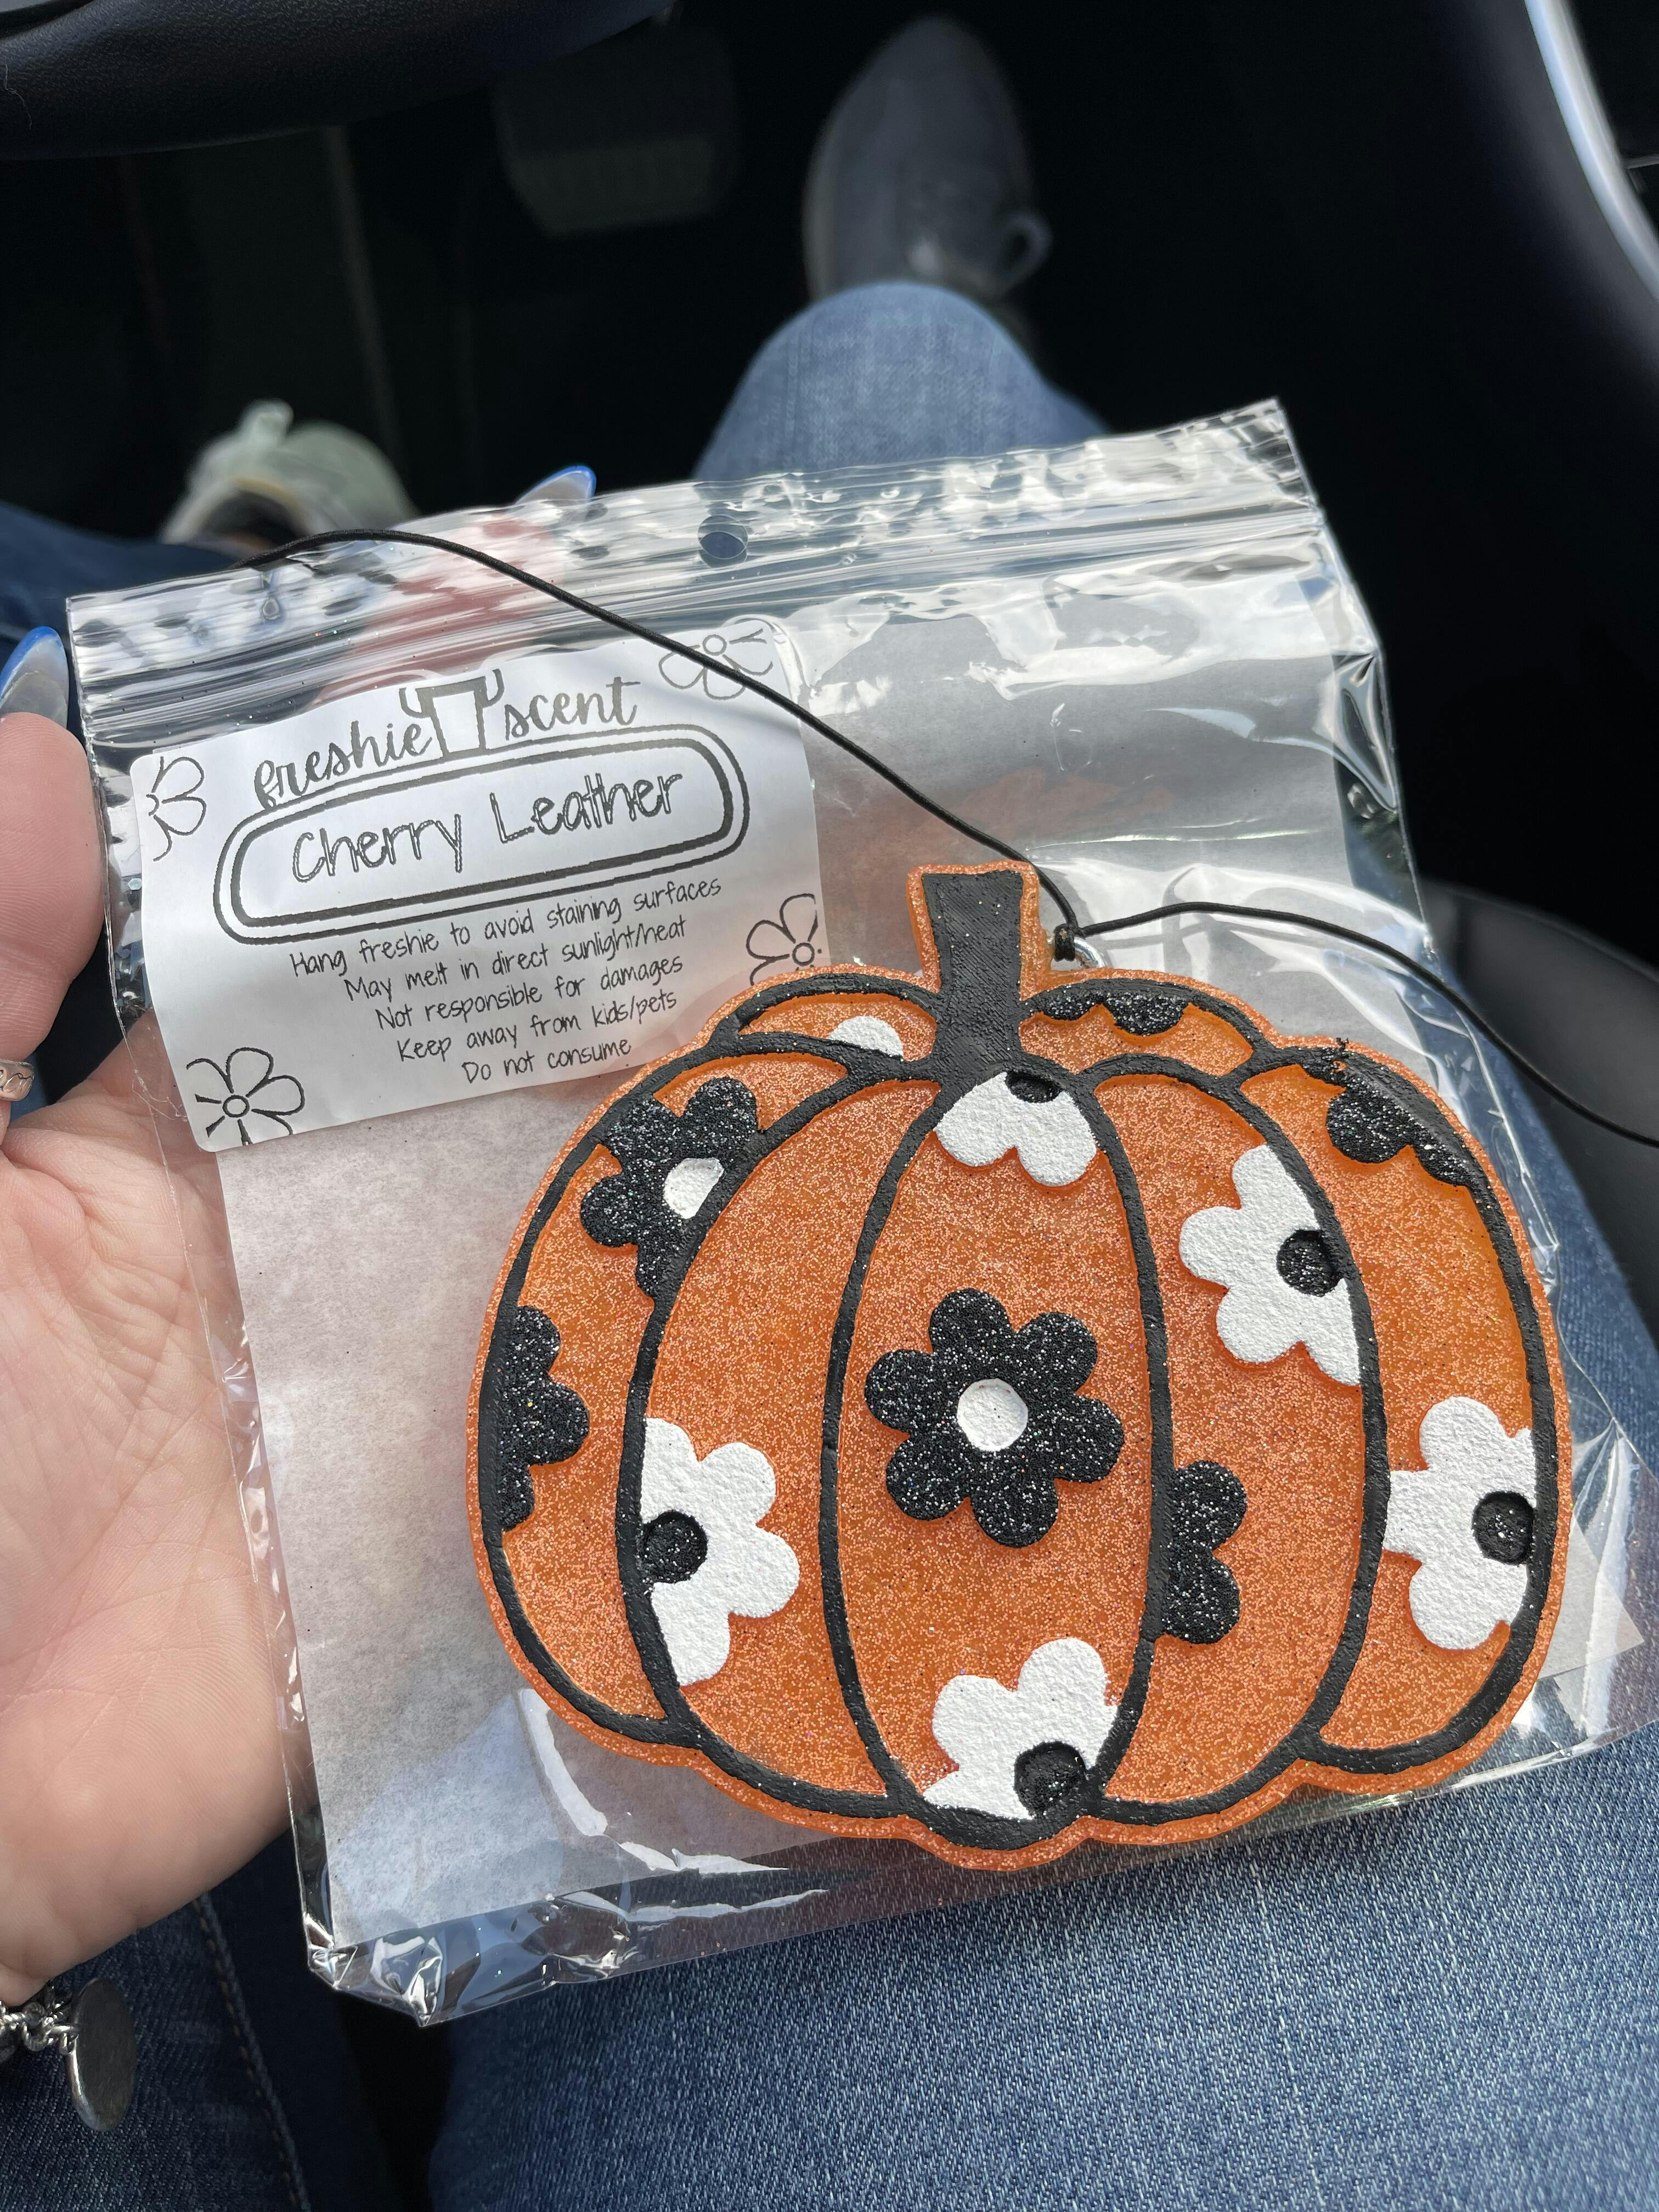 freshie scent
Cherry Leather
Hang freshie to avoid staining surfaces
May melt in direct sunlight/heat
Not responsible for damages
Keep away from kids/pets
Do not consume